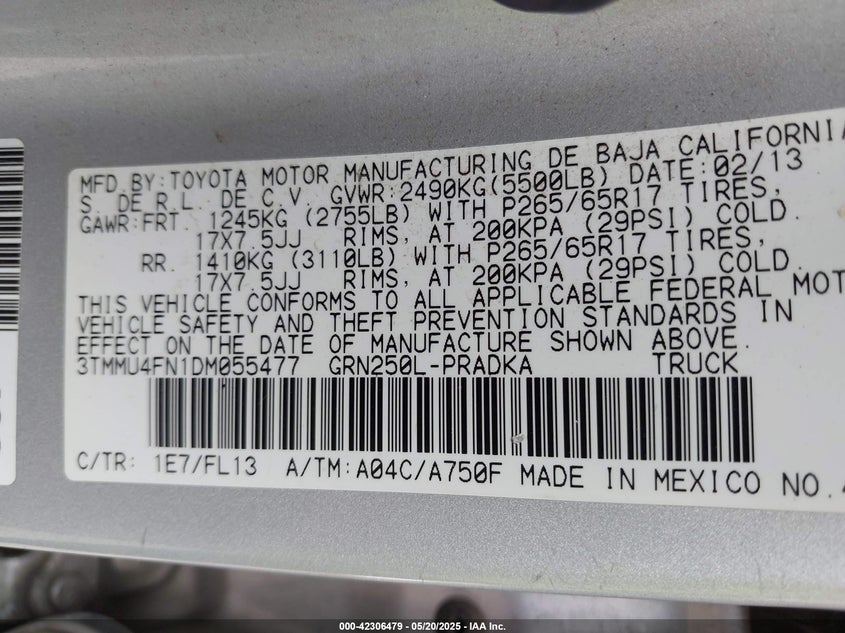 MFD.BY:TOYOTA MOTOR MANUFACTURING DE BAJA CALIFORNIA
S. DE R.L. DE C.V. GVWR:2490KG(5500LB) DATE:02/13
GAWR:FRT. 1245KG (2755LB) WITH P265/65R17 TIRES,
17X7.5JJ RIMS, AT 200KPA (29PSI) COLD.
RR. 1410KG (3110LB) WITH P265/65R17 TIRES,
17X7.5JJ RIMS, AT 200KPA (29PSI) COLD.
THIS VEHICLE CONFORMS TO ALL APPLICABLE FEDERAL MOT
VEHICLE SAFETY AND THEFT PREVENTION STANDARDS IN
EFFECT ON THE DATE OF MANUFACTURE SHOWN ABOVE.
3TMMU4FN1DM055477 GRN250L-PRADKA TRUCK
C/TR: 1E7/FL13 A/TM:A04C/A750F MADE IN MEXICO NO.
000-42306479 — 05/20/2025 — IAA Inc.